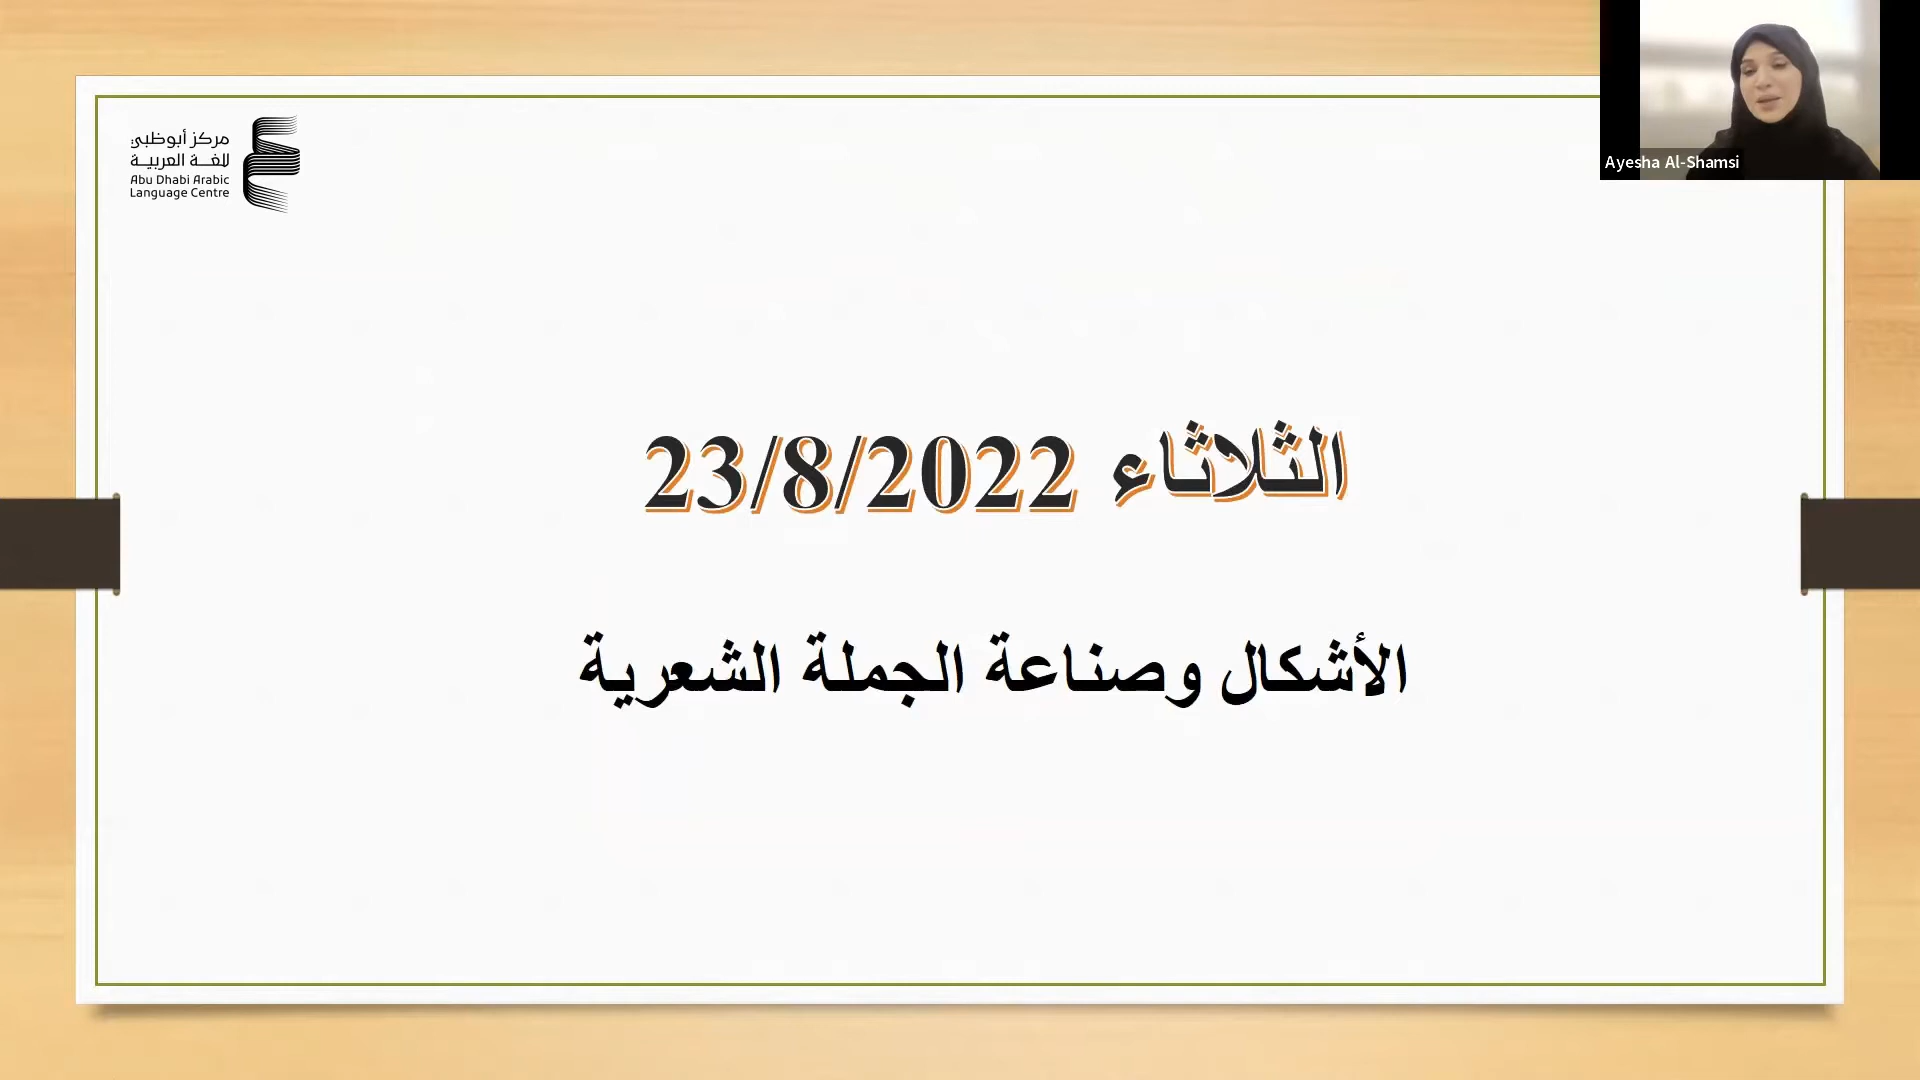 مركز أبوظبي
للغة العربية
Abu Dhabi Arabic
Language Centre
Ayesha Al-Shamsi
الثلاثاء 23/8/2022
الأشكال وصناعة الجملة الشعرية